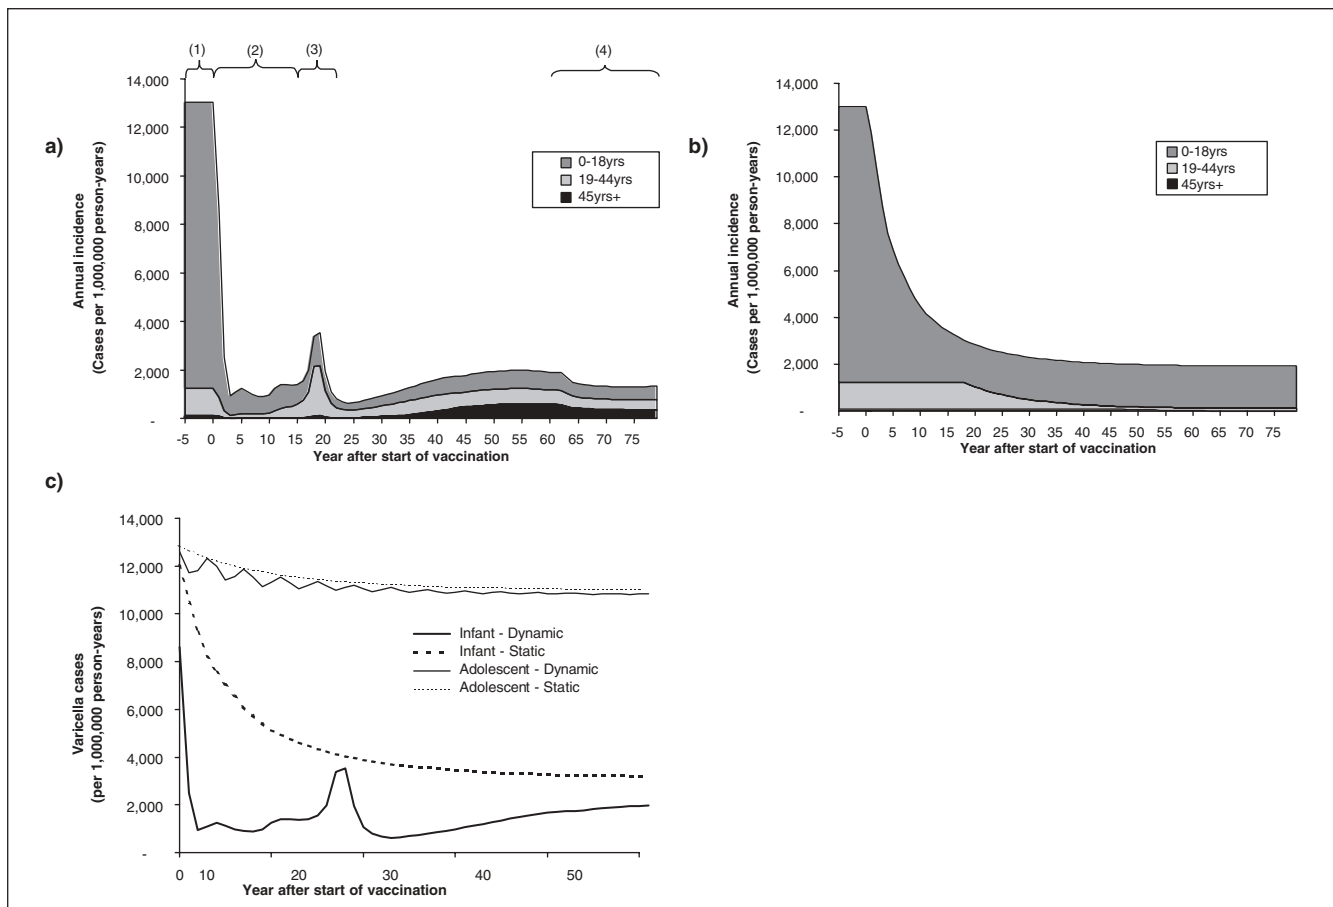 (1) (2) (3) (4)
a)
14,000
12,000
10,000
8,000
6,000
4,000
2,000
-
Annual incidence
(Cases per 1,000,000 person-years)
0-18yrs
19-44yrs
45yrs+
-5 0 5 10 15 20 25 30 35 40 45 50 55 60 65 70 75
Year after start of vaccination
b)
14,000
12,000
10,000
8,000
6,000
4,000
2,000
-
Annual incidence
(Cases per 1,000,000 person-years)
0-18yrs
19-44yrs
45yrs+
-5 0 5 10 15 20 25 30 35 40 45 50 55 60 65 70 75
Year after start of vaccination
c)
14,000
12,000
10,000
8,000
6,000
4,000
2,000
-
Varicella cases
(per 1,000,000 person-years)
Infant - Dynamic
Infant - Static
Adolescent - Dynamic
Adolescent - Static
0 10 20 30 40 50
Year after start of vaccination